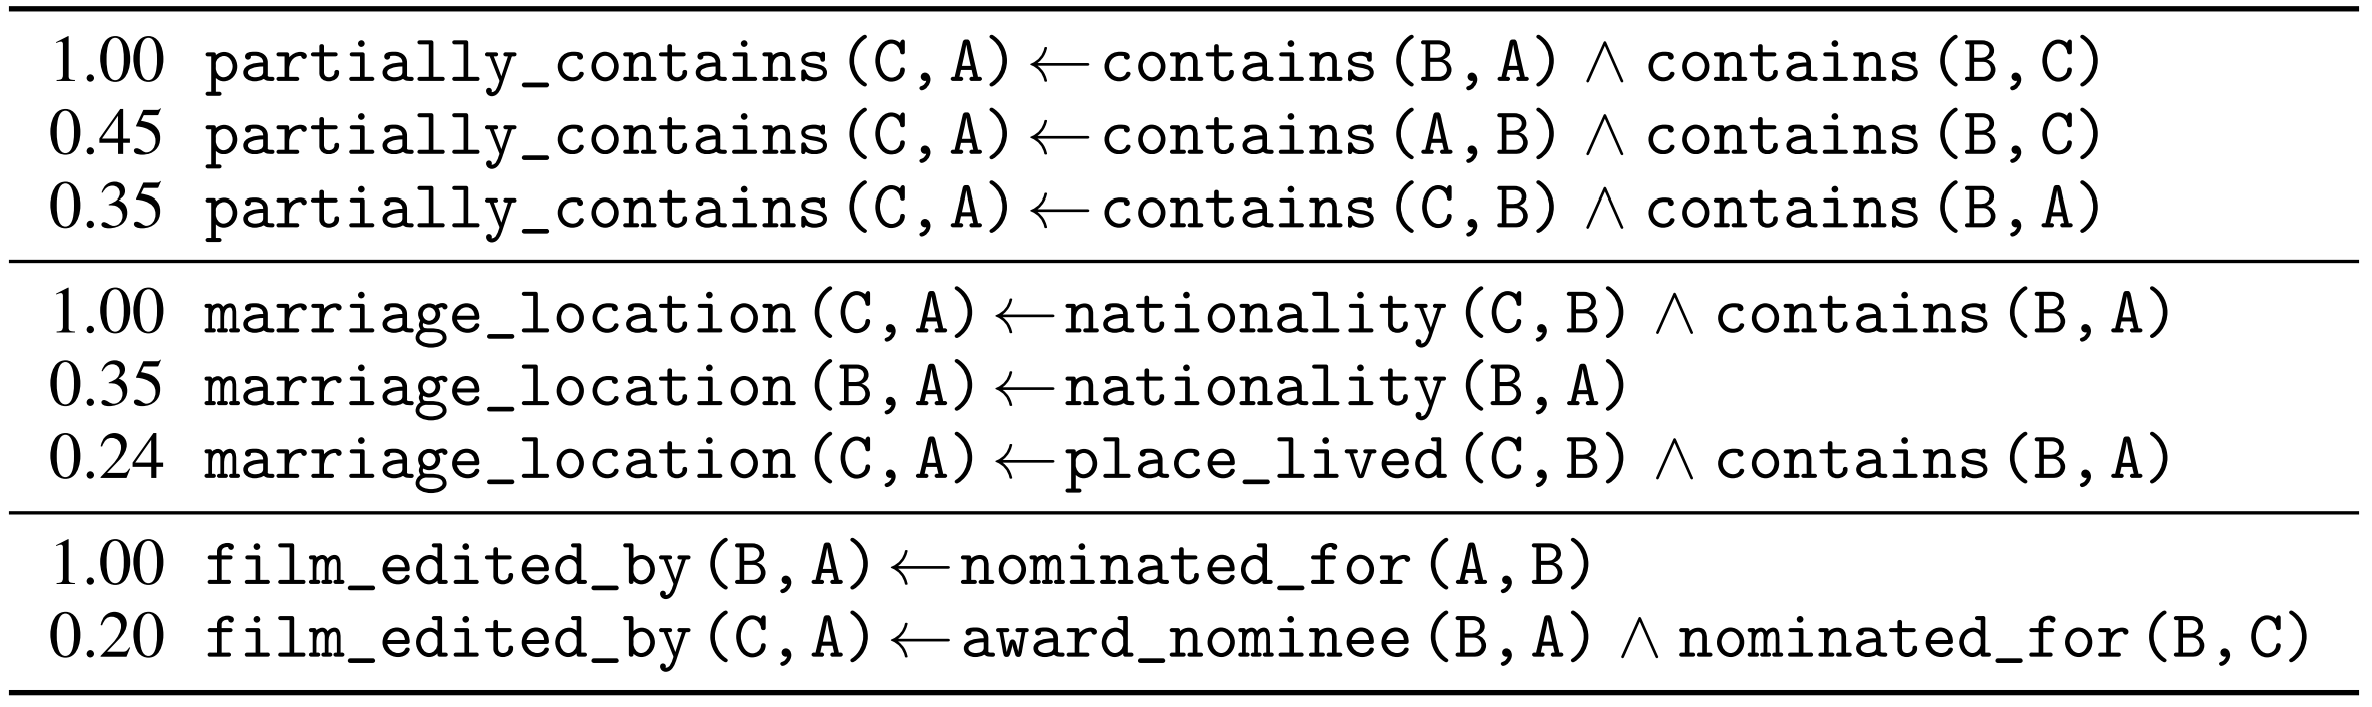 1.00 partially_contains(C,A)←contains(B,A) ∧ contains(B,C)
0.45 partially_contains(C,A)←contains(A,B) ∧ contains(B,C)
0.35 partially_contains(C,A)←contains(C,B) ∧ contains(B,A)
1.00 marriage_location(C,A)←nationality(C,B) ∧ contains(B,A)
0.35 marriage_location(B,A)←nationality(B,A)
0.24 marriage_location(C,A)←place_lived(C,B) ∧ contains(B,A)
1.00 film_edited_by(B,A)←nominated_for(A,B)
0.20 film_edited_by(C,A)←award_nominee(B,A) ∧ nominated_for(B,C)